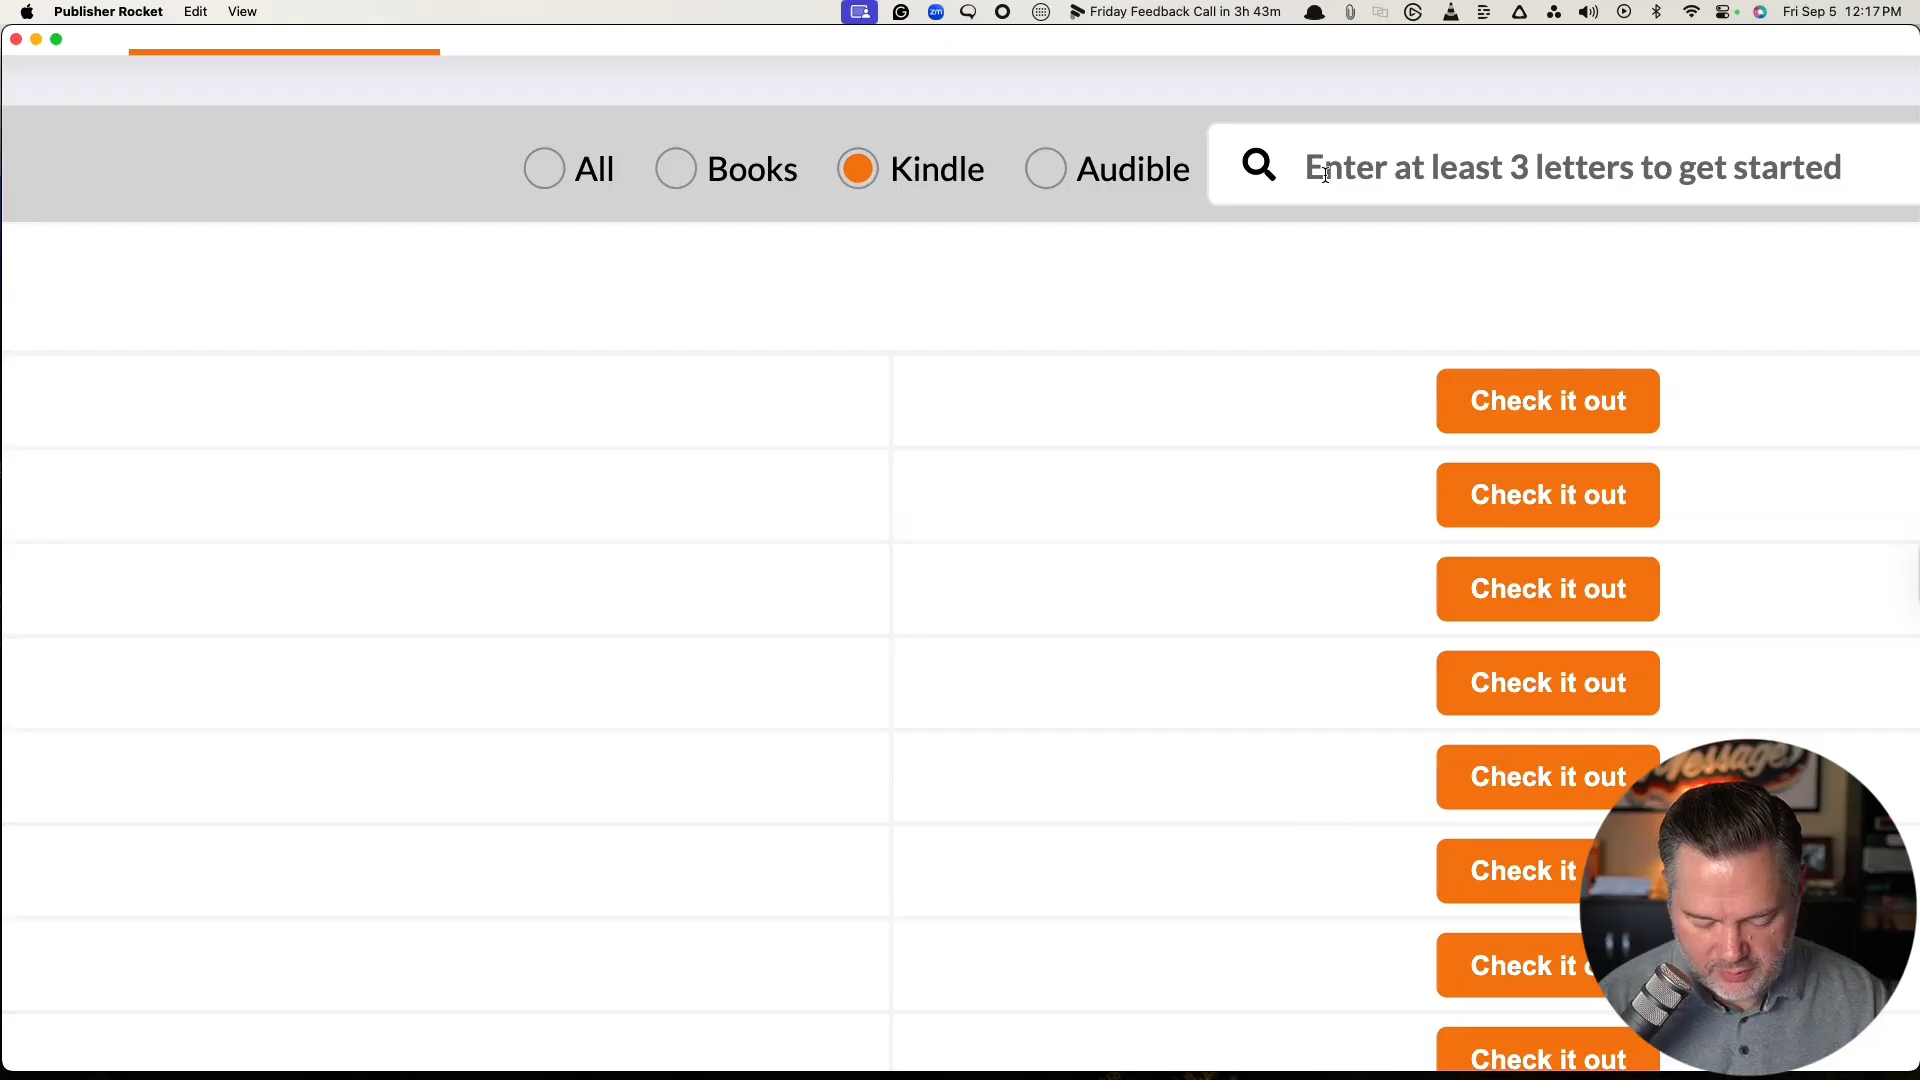 Publisher Rocket Edit View zm Friday Feedback Call in 3h 43m Fri Sep 5 12:17 PM
All Books Kindle Audible Enter at least 3 letters to get started
Check it out
Check it out
Check it out
Check it out
Check it out
Message
Check it
Check it
Check it out